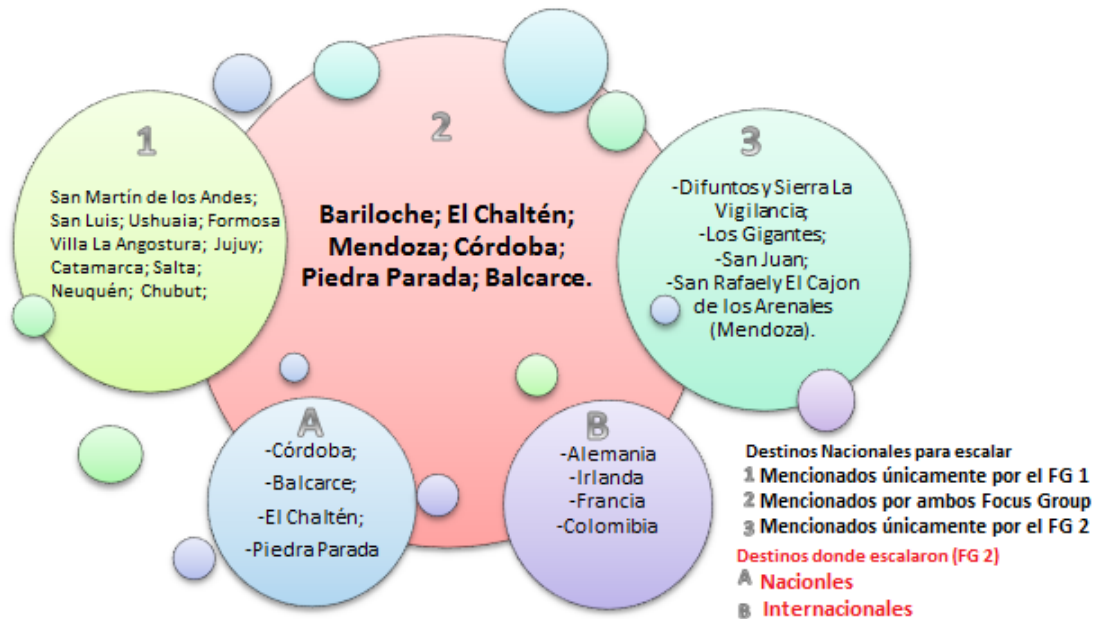 1
San Martín de los Andes;
San Luis; Ushuaia; Formosa
Villa La Angostura; Jujuy;
Catamarca; Salta;
Neuquén; Chubut;
2
Bariloche; El Chaltén;
Mendoza; Córdoba;
Piedra Parada; Balcarce.
3
-Difuntos y Sierra La
Vigilancia;
-Los Gigantes;
-San Juan;
-San Rafael y El Cajon
de los Arenales
(Mendoza).
A
-Córdoba;
-Balcarce;
-El Chaltén;
-Piedra Parada
B
-Alemania
-Irlanda
-Francia
-Colomibia
Destinos Nacionales para escalar
1 Mencionados únicamente por el FG 1
2 Mencionados por ambos Focus Group
3 Mencionados únicamente por el FG 2
Destinos donde escalaron (FG 2)
A Nacionles
B Internacionales